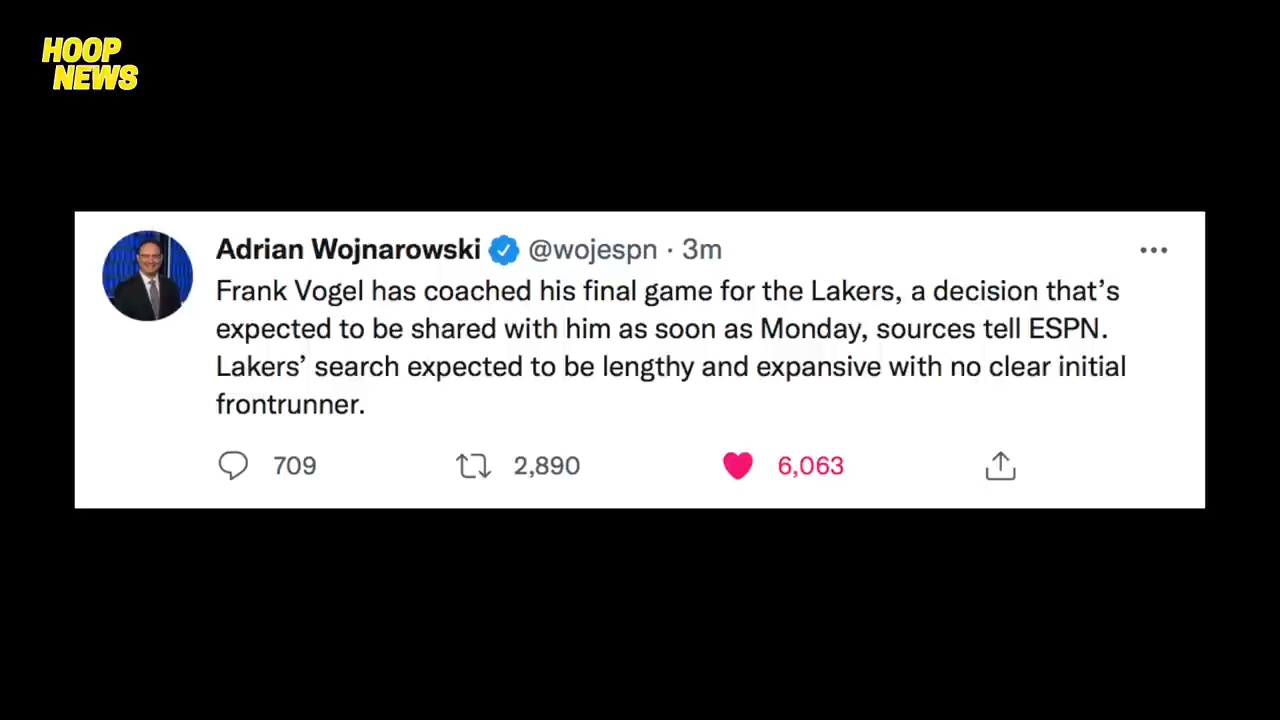 HOOP
NEWS
Adrian Wojnarowski @wojespn · 3m
Frank Vogel has coached his final game for the Lakers, a decision that’s
expected to be shared with him as soon as Monday, sources tell ESPN.
Lakers’ search expected to be lengthy and expansive with no clear initial
frontrunner.
709 2,890 6,063